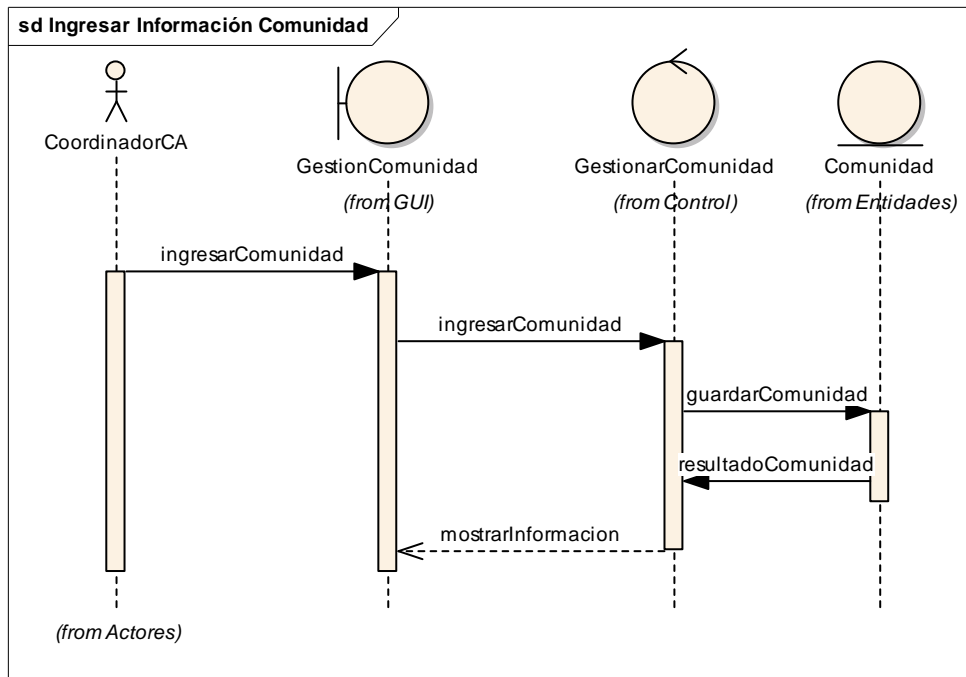 sd Ingresar Información Comunidad
CoordinadorCA
GestionComunidad
(from GUI)
GestionarComunidad
(from Control)
Comunidad
(from Entidades)
ingresarComunidad
ingresarComunidad
guardarComunidad
resultadoComunidad
mostrarInformacion
(from Actores)